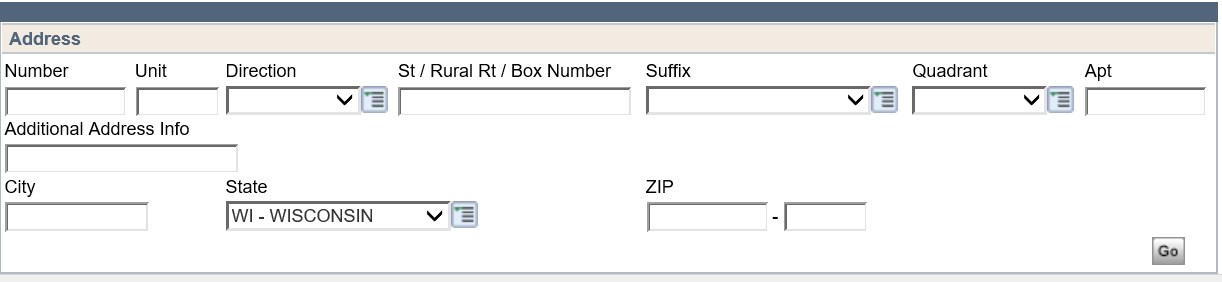 Address
Number Unit Direction St / Rural Rt / Box Number Suffix Quadrant Apt
Additional Address Info
City State ZIP
WI - WISCONSIN -
Go